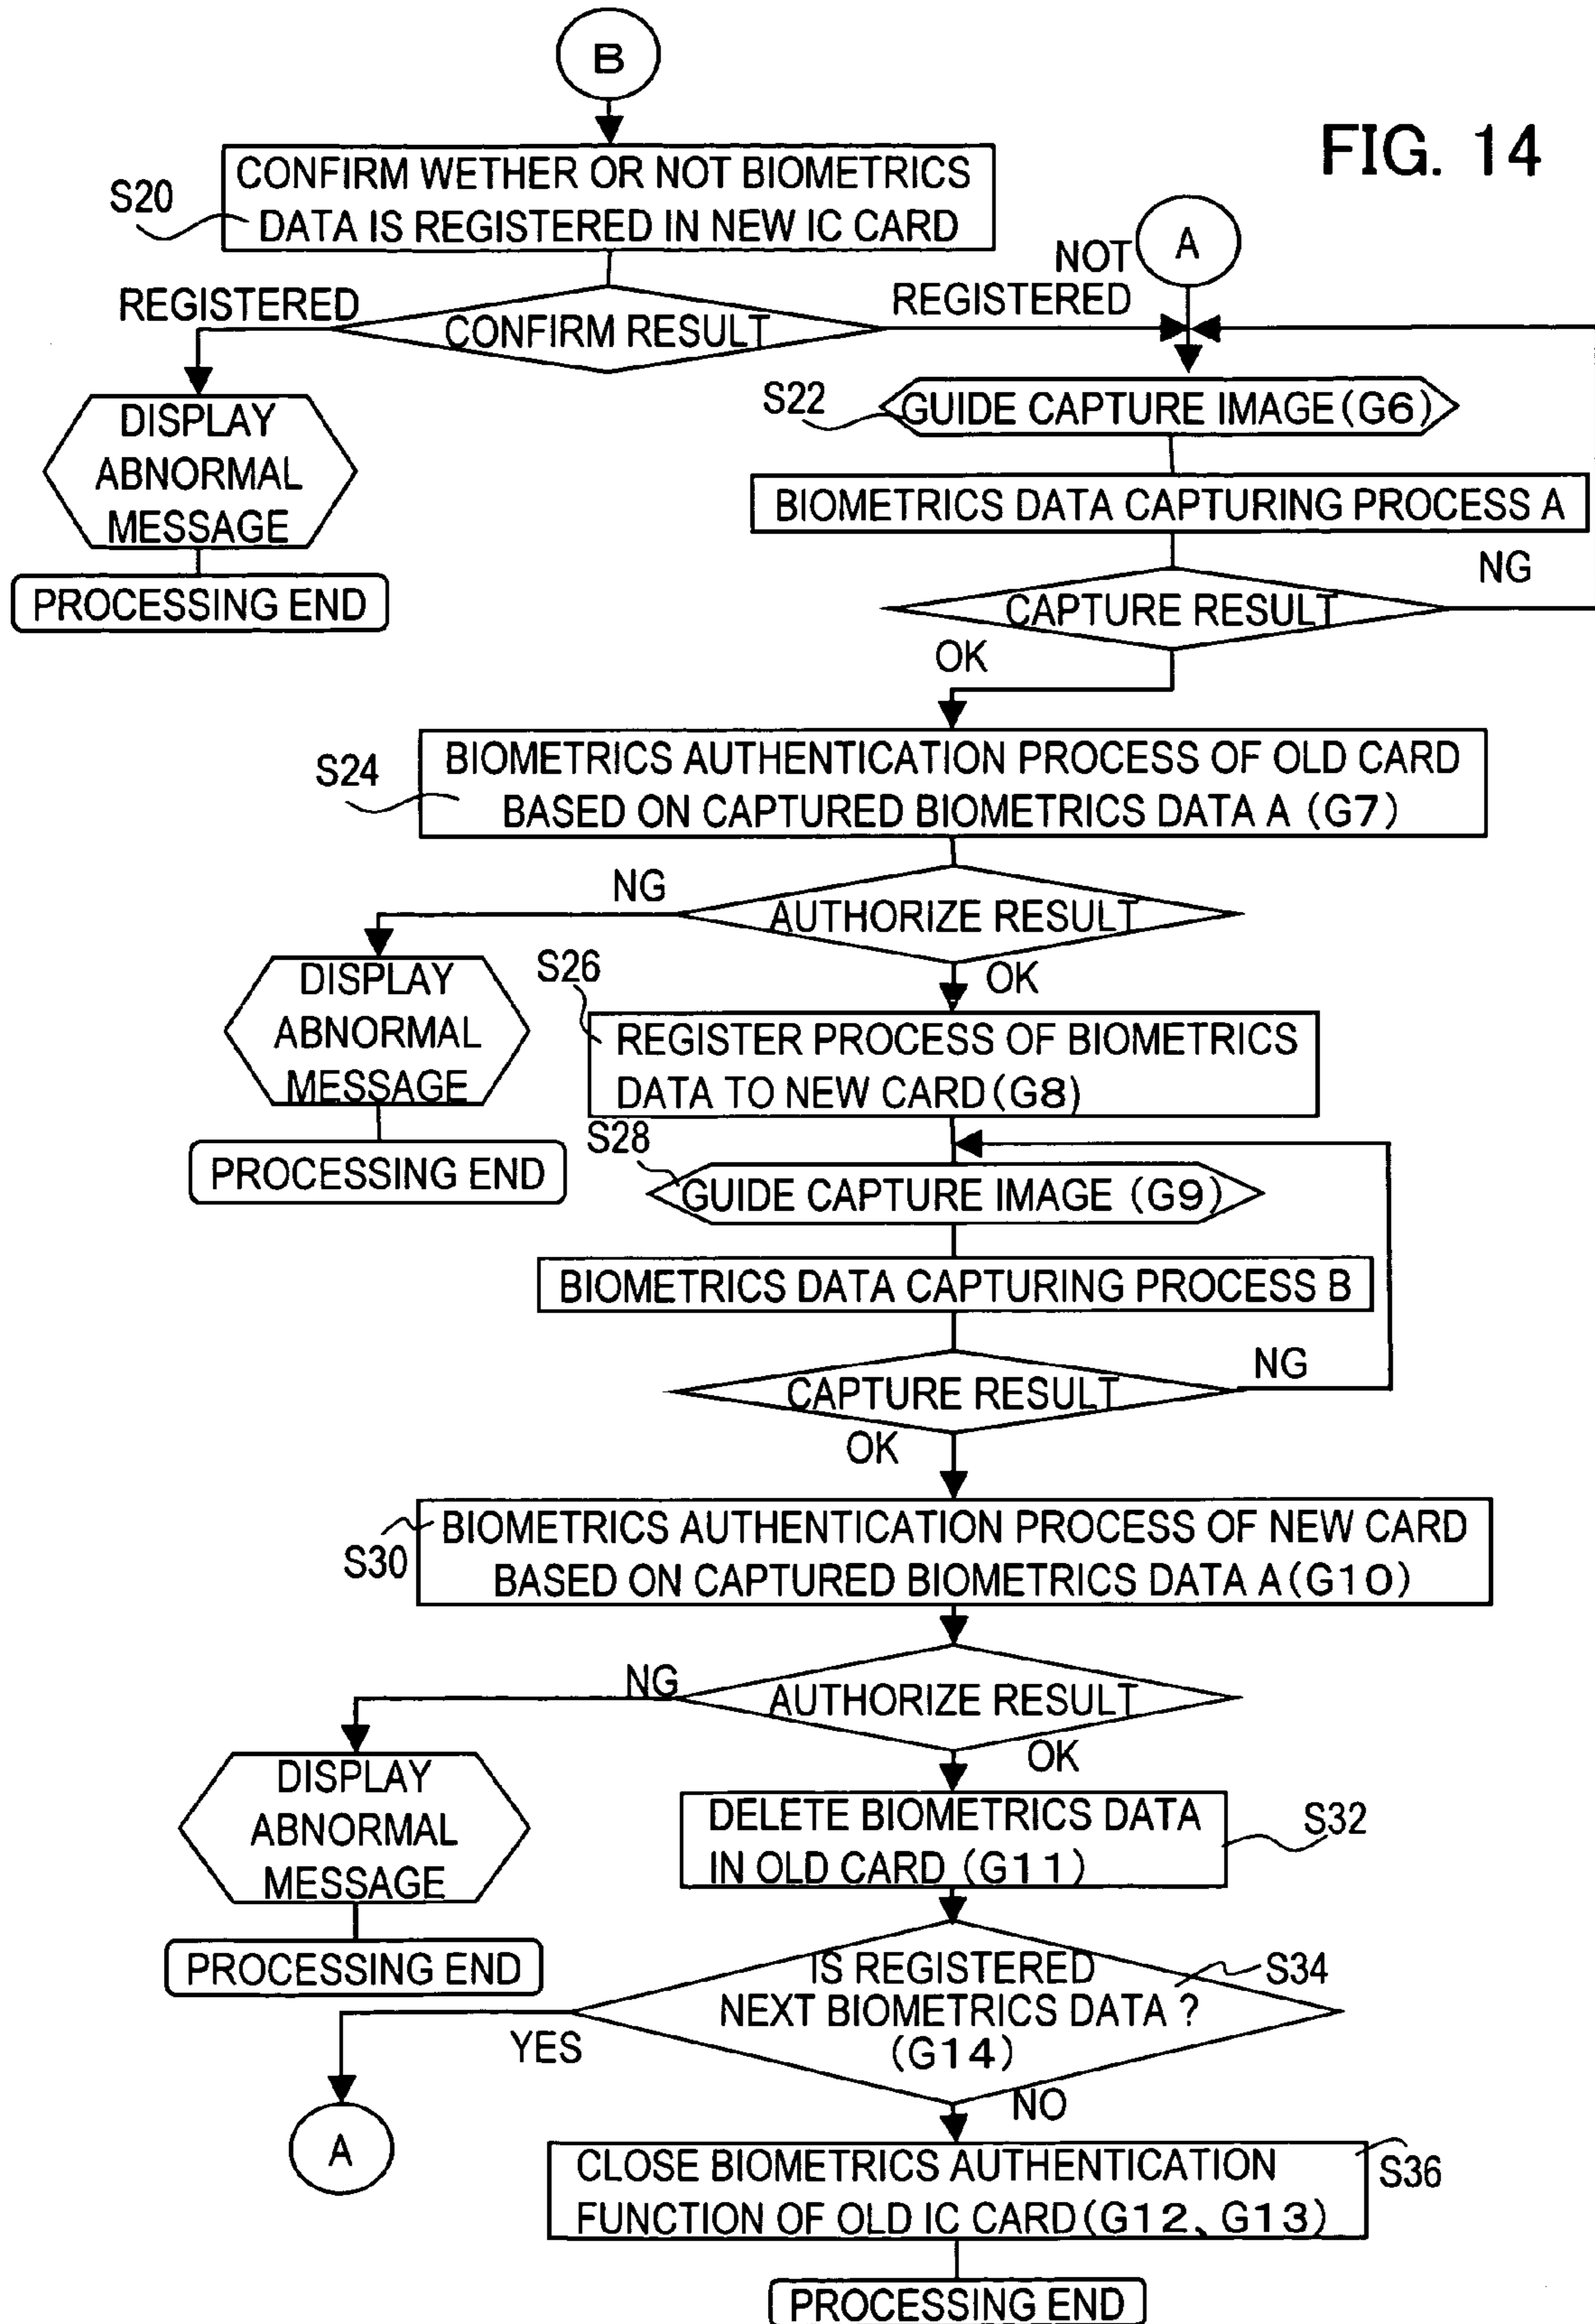 B
FIG. 14
CONFIRM WETHER OR NOT BIOMETRICS
DATA IS REGISTERED IN NEW IC CARD
S20
A
NOT
REGISTERED
REGISTERED
CONFIRM RESULT
DISPLAY
ABNORMAL
MESSAGE
PROCESSING END
S22
GUIDE CAPTURE IMAGE(G6)
BIOMETRICS DATA CAPTURING PROCESS A
NG
CAPTURE RESULT
OK
S24
BIOMETRICS AUTHENTICATION PROCESS OF OLD CARD
BASED ON CAPTURED BIOMETRICS DATA A (G7)
NG
AUTHORIZE RESULT
OK
DISPLAY
ABNORMAL
MESSAGE
PROCESSING END
S26
REGISTER PROCESS OF BIOMETRICS
DATA TO NEW CARD(G8)
S28
GUIDE CAPTURE IMAGE (G9)
BIOMETRICS DATA CAPTURING PROCESS B
NG
CAPTURE RESULT
OK
BIOMETRICS AUTHENTICATION PROCESS OF NEW CARD
BASED ON CAPTURED BIOMETRICS DATA A(G10)
S30
NG
AUTHORIZE RESULT
OK
DISPLAY
ABNORMAL
MESSAGE
PROCESSING END
DELETE BIOMETRICS DATA
IN OLD CARD (G11)
S32
IS REGISTERED
NEXT BIOMETRICS DATA ?
(G14)
S34
YES
A
NO
CLOSE BIOMETRICS AUTHENTICATION
FUNCTION OF OLD IC CARD(G12、G13)
S36
PROCESSING END